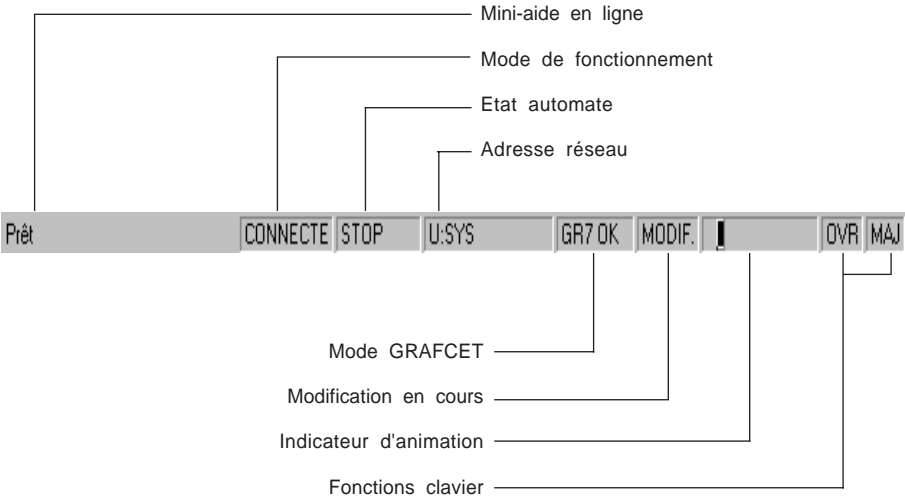 Mini-aide en ligne
Mode de fonctionnement
Etat automate
Adresse réseau
Prêt CONNECTE STOP U:SYS GR7 OK MODIF. OVR MAJ
Mode GRAFCET
Modification en cours
Indicateur d'animation
Fonctions clavier